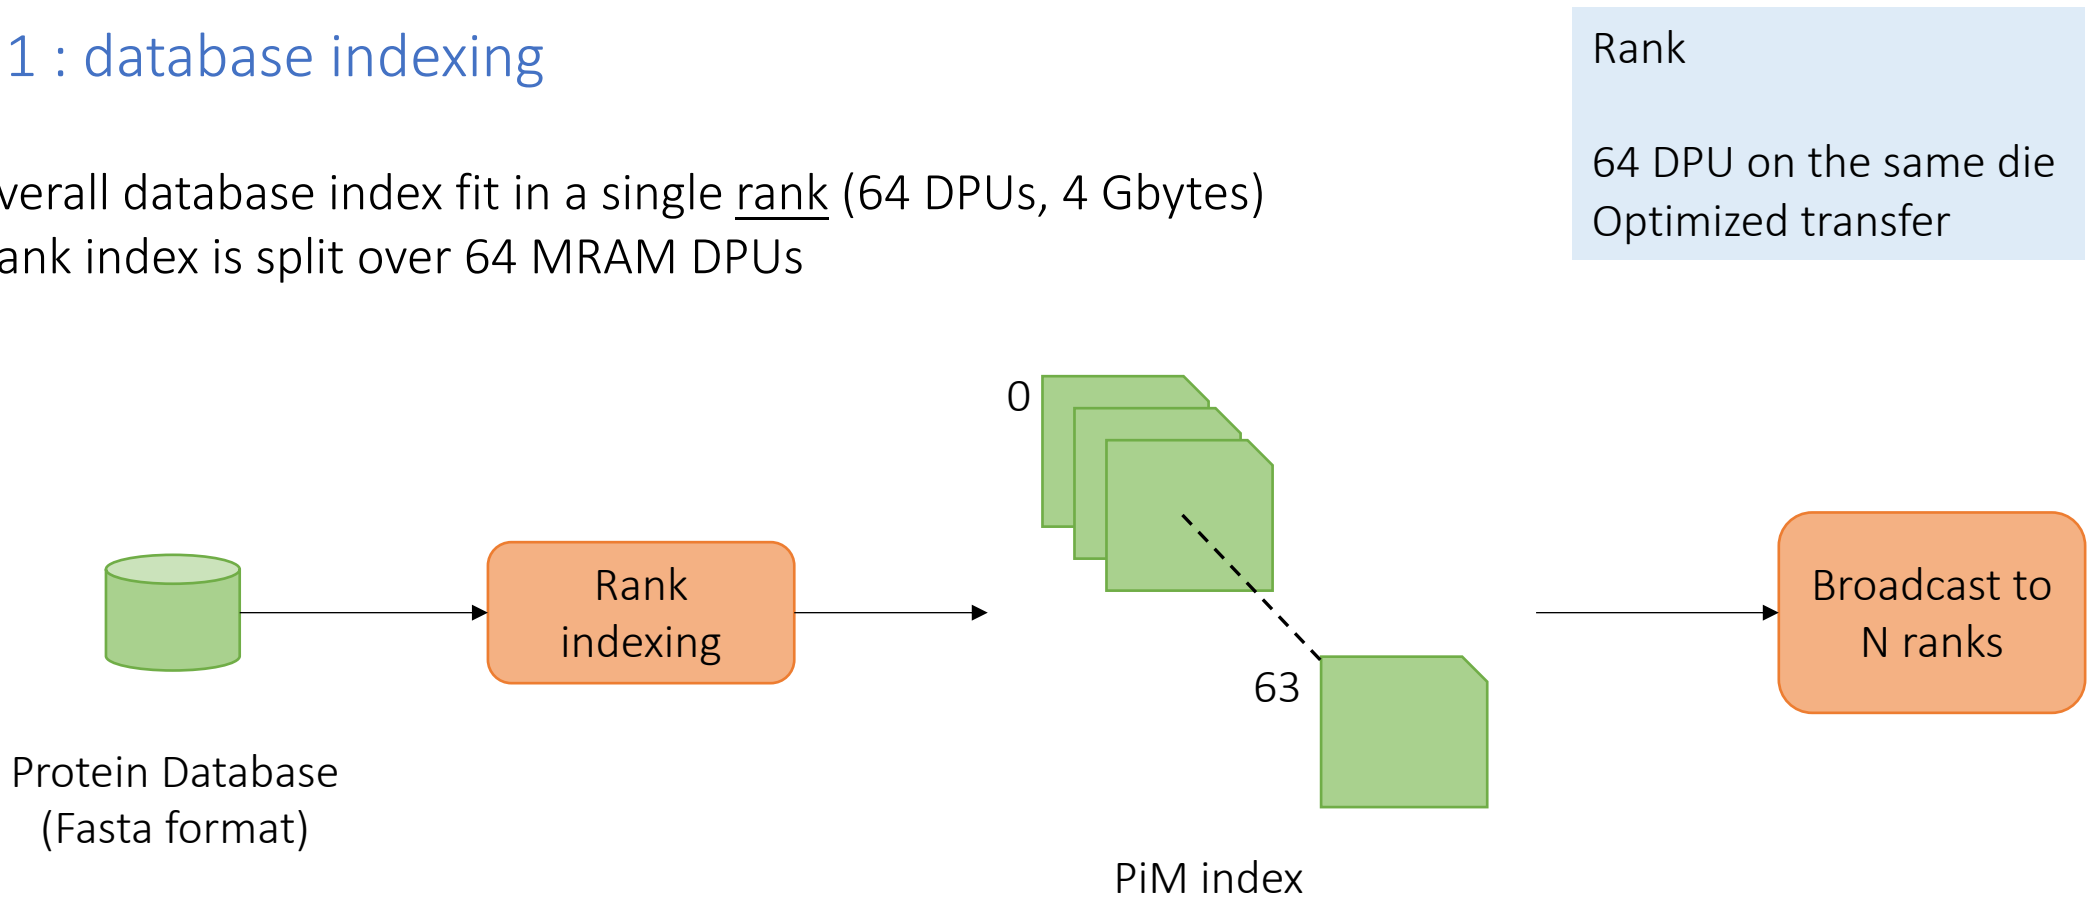 1 : database indexing
Rank
64 DPU on the same die
Optimized transfer
verall database index fit in a single rank (64 DPUs, 4 Gbytes)
ank index is split over 64 MRAM DPUs
0
63
Rank
indexing
Broadcast to
N ranks
Protein Database
(Fasta format)
PiM index